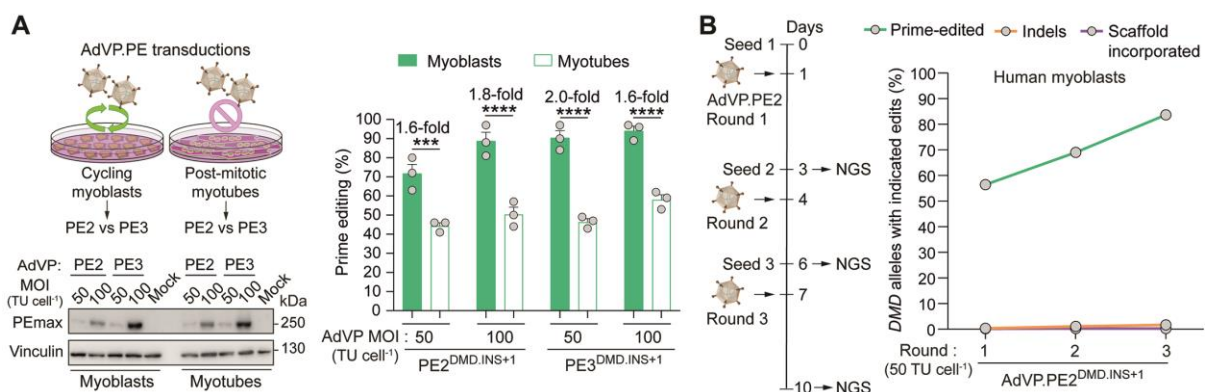 A
AdVP.PE transductions
Cycling
myoblasts
Post-mitotic
myotubes
PE2 vs PE3
PE2 vs PE3
AdVP: PE2 PE3 PE2 PE3
MOI
(TU cell-1)
50 100 50 100 Mock 50 100 50 100 Mock
kDa
PEmax
250
Vinculin
130
Myoblasts
Myotubes
Myoblasts
Myotubes
1.6-fold
***
1.8-fold
****
2.0-fold
****
1.6-fold
****
Prime editing (%)
100
90
80
70
60
50
40
30
20
10
0
AdVP MOI :
(TU cell-1)
50 100 50 100
PE2DMD.INS+1
PE3DMD.INS+1
B
Days
Seed 1
0
1
AdVP.PE2
Round 1
Seed 2
3
NGS
4
Round 2
Seed 3
6
NGS
7
Round 3
10
NGS
Prime-edited
Indels
Scaffold
incorporated
Human myoblasts
DMD alleles with indicated edits (%)
100
90
80
70
60
50
40
30
20
10
0
Round :
(50 TU cell-1)
1 2 3
AdVP.PE2DMD.INS+1